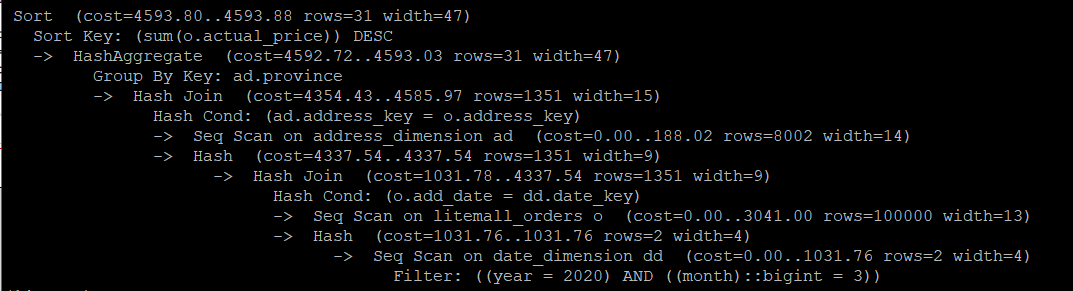 Sort  (cost=4593.80..4593.88 rows=31 width=47)
  Sort Key: (sum(o.actual_price)) DESC
  ->  HashAggregate  (cost=4592.72..4593.03 rows=31 width=47)
        Group By Key: ad.province
        ->  Hash Join  (cost=4354.43..4585.97 rows=1351 width=15)
              Hash Cond: (ad.address_key = o.address_key)
              ->  Seq Scan on address_dimension ad  (cost=0.00..188.02 rows=8002 width=14)
              ->  Hash  (cost=4337.54..4337.54 rows=1351 width=9)
                    ->  Hash Join  (cost=1031.78..4337.54 rows=1351 width=9)
                          Hash Cond: (o.add_date = dd.date_key)
                          ->  Seq Scan on litemall_orders o  (cost=0.00..3041.00 rows=100000 width=13)
                          ->  Hash  (cost=1031.76..1031.76 rows=2 width=4)
                                ->  Seq Scan on date_dimension dd  (cost=0.00..1031.76 rows=2 width=4)
                                      Filter: ((year = 2020) AND ((month)::bigint = 3))